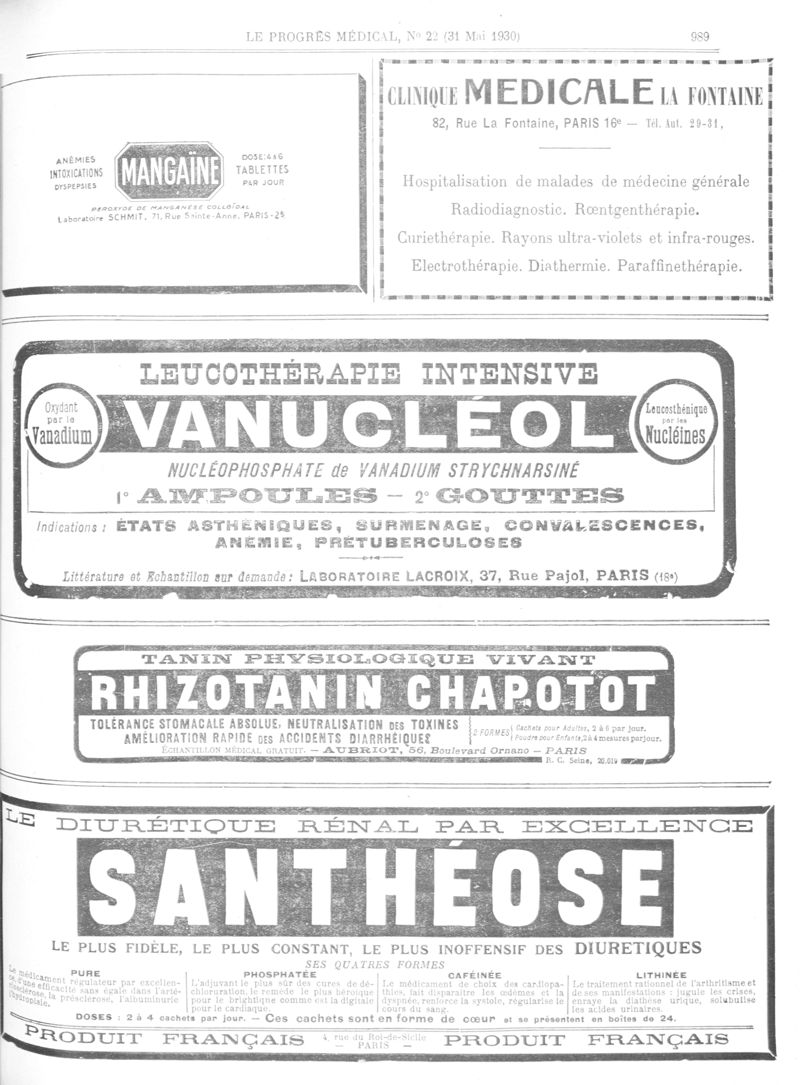 LE PROGRÈS MÉDICAL, No 22 (31 Mai 1930) 989
ANÉMIES
INTOXICATIONS
DYSPEPSIES
MANGAÏNE
DOSE: 4 à 6
TABLETTES
PAR JOUR
PEROXYDE DE MANGANÈSE COLLOÏDAL
Laboratoire SCHMIT, 71, Rue Sainte-Anne, PARIS-2e
CLINIQUE MEDICALE LA FONTAINE
82, Rue La Fontaine, PARIS 16e — Tél. Aut. 29-31,
Hospitalisation de malades de médecine générale
Radiodiagnostic. Rœntgenthérapie.
Curiethérapie. Rayons ultra-violets et infra-rouges.
Electrothérapie. Diathermie. Paraffinethérapie.
LEUCOTHÉRAPIE INTENSIVE
Oxydant
par le
Vanadium
VANUCLÉOL
Leucosthénique
par les
Nucléines
NUCLÉOPHOSPHATE de VANADIUM STRYCHNARSINÉ
1° AMPOULES — 2° GOUTTES
Indications : ÉTATS ASTHÉNIQUES, SURMENAGE, CONVALESCENCES,
ANÉMIE, PRÉTUBERCULOSES
Littérature et Echantillon sur demande : LABORATOIRE LACROIX, 37, Rue Pajol, PARIS (18e)
TANIN PHYSIOLOGIQUE VIVANT
RHIZOTANIN CHAPOTOT
TOLÉRANCE STOMACALE ABSOLUE, NEUTRALISATION DES TOXINES
AMÉLIORATION RAPIDE DES ACCIDENTS DIARRHÉIQUES
2 FORMES
Cachets pour Adultes, 2 à 6 par jour.
Poudre pour Enfants, 2 à 4 mesures par jour.
ÉCHANTILLON MÉDICAL GRATUIT. — AUBRIOT, 56, Boulevard Ornano — PARIS
R. C. Seine, 20.019
LE DIURÉTIQUE RÉNAL PAR EXCELLENCE
SANTHÉOSE
LE PLUS FIDÈLE, LE PLUS CONSTANT, LE PLUS INOFFENSIF DES DIURETIQUES
SES QUATRES FORMES
PURE
Le médicament régulateur par excellen-
ce, d'une efficacité sans égale dans l'arté-
riosclérose, la présclérose, l'albuminurie
l'hydropisie.
PHOSPHATÉE
L'adjuvant le plus sûr des cures de dé-
chloruration, le remède le plus héroïque
pour le brightique comme est la digitale
pour le cardiaque.
CAFÉINÉE
Le médicament de choix des cardiopa-
thies, fait disparaître les œdèmes et la
dyspnée, renforce la systole, régularise le
cours du sang.
LITHINÉE
Le traitement rationnel de l'arthritisme et
de ses manifestations : jugule les crises,
enraye la diathèse urique, solubilise
les acides urinaires.
DOSES : 2 à 4 cachets par jour. — Ces cachets sont en forme de cœur et se présentent en boîtes de 24.
PRODUIT FRANÇAIS
4, rue du Roi-de-Sicile
— PARIS —
PRODUIT FRANÇAIS